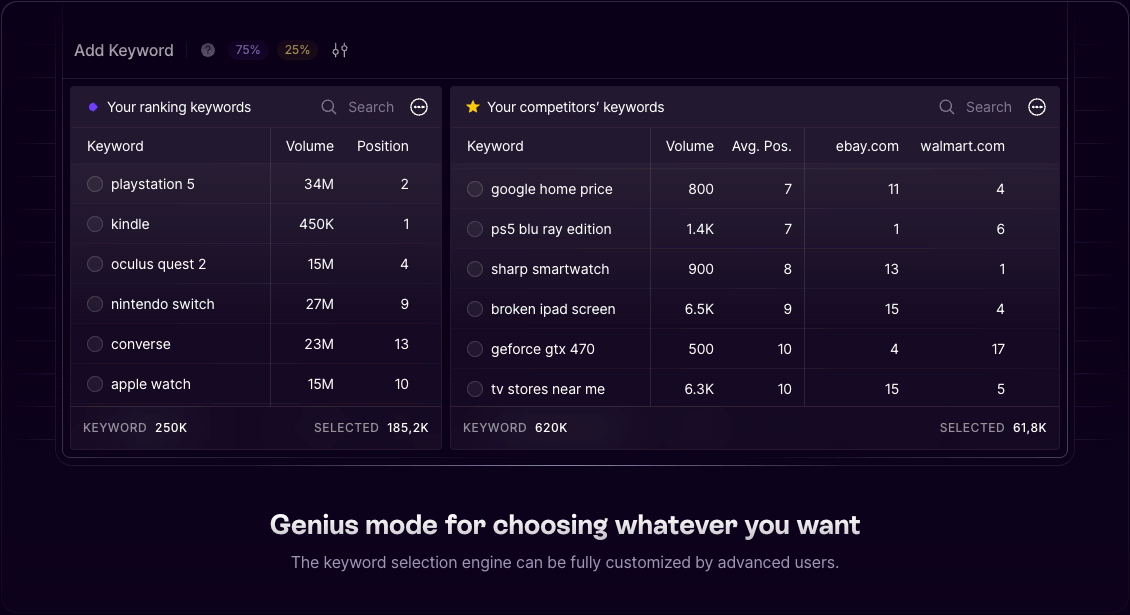 Add Keyword ? 75% 25%
Your ranking keywords Search
Keyword Volume Position
playstation 5 34M 2
kindle 450K 1
oculus quest 2 15M 4
nintendo switch 27M 9
converse 23M 13
apple watch 15M 10
KEYWORD 250K SELECTED 185,2K
Your competitors’ keywords Search
Keyword Volume Avg. Pos. ebay.com walmart.com
google home price 800 7 11 4
ps5 blu ray edition 1.4K 7 1 6
sharp smartwatch 900 8 13 1
broken ipad screen 6.5K 9 15 4
geforce gtx 470 500 10 4 17
tv stores near me 6.3K 10 15 5
KEYWORD 620K SELECTED 61,8K
Genius mode for choosing whatever you want
The keyword selection engine can be fully customized by advanced users.